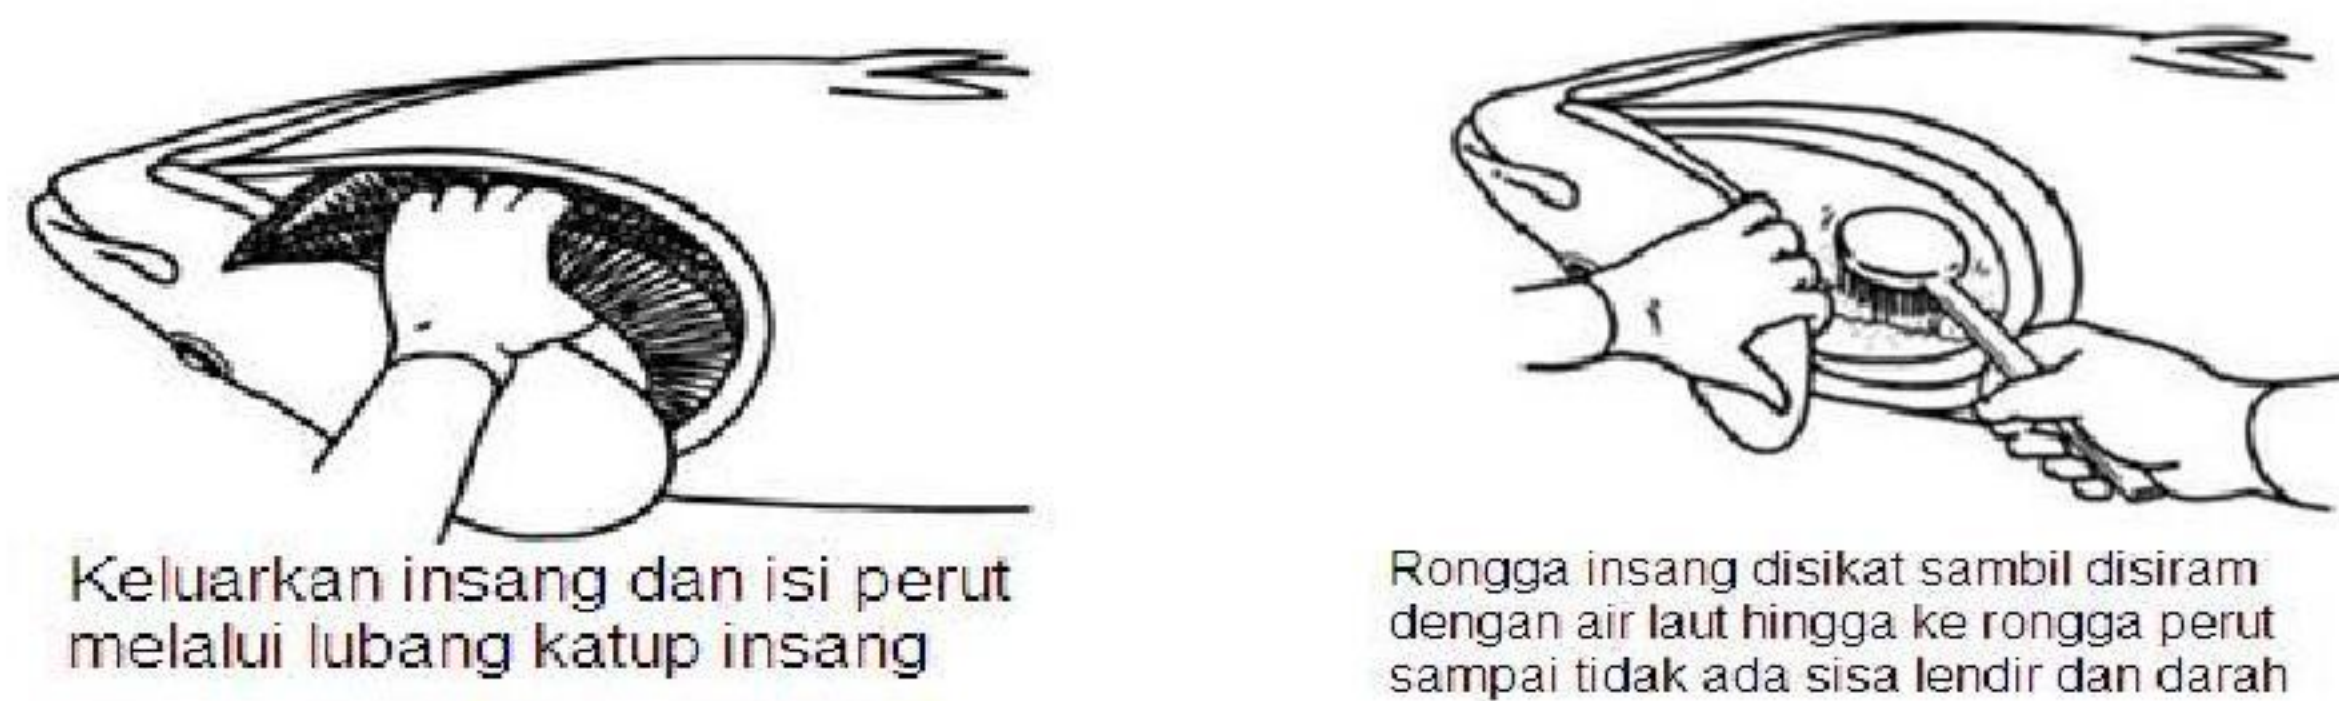 Keluarkan insang dan isi perut
melalui lubang katup insang
Rongga insang disikat sambil disiram
dengan air laut hingga ke rongga perut
sampai tidak ada sisa lendir dan darah